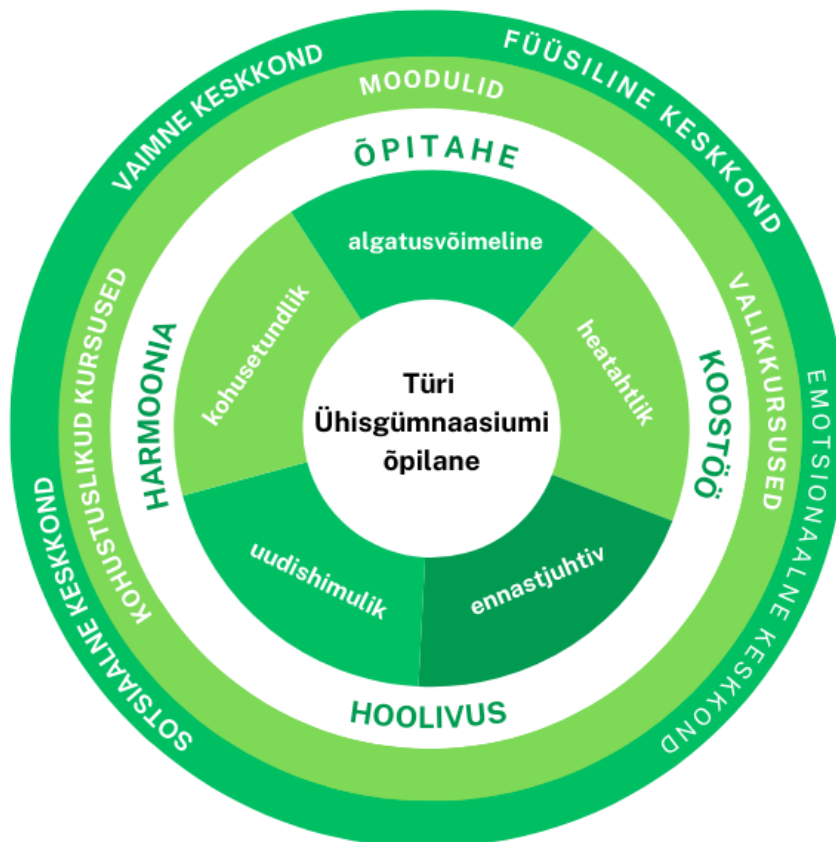 VAIMNE KESKKOND
FÜÜSILINE KESKKOND
MOODULID
ÕPITAHE
algatusvõimeline
kohusetundlik
heatahtlik
KOHUSTUSLIKUD KURSUSED
HARMOONIA
Türi
Ühisgümnaasiumi
õpilane
KOOSTÖÖ
VALIKKURSUSED
EMOTSIONAALNE KESKKOND
SOTSIAALNE KESKKOND
uudishimulik
ennastjuhtiv
HOOLIVUS